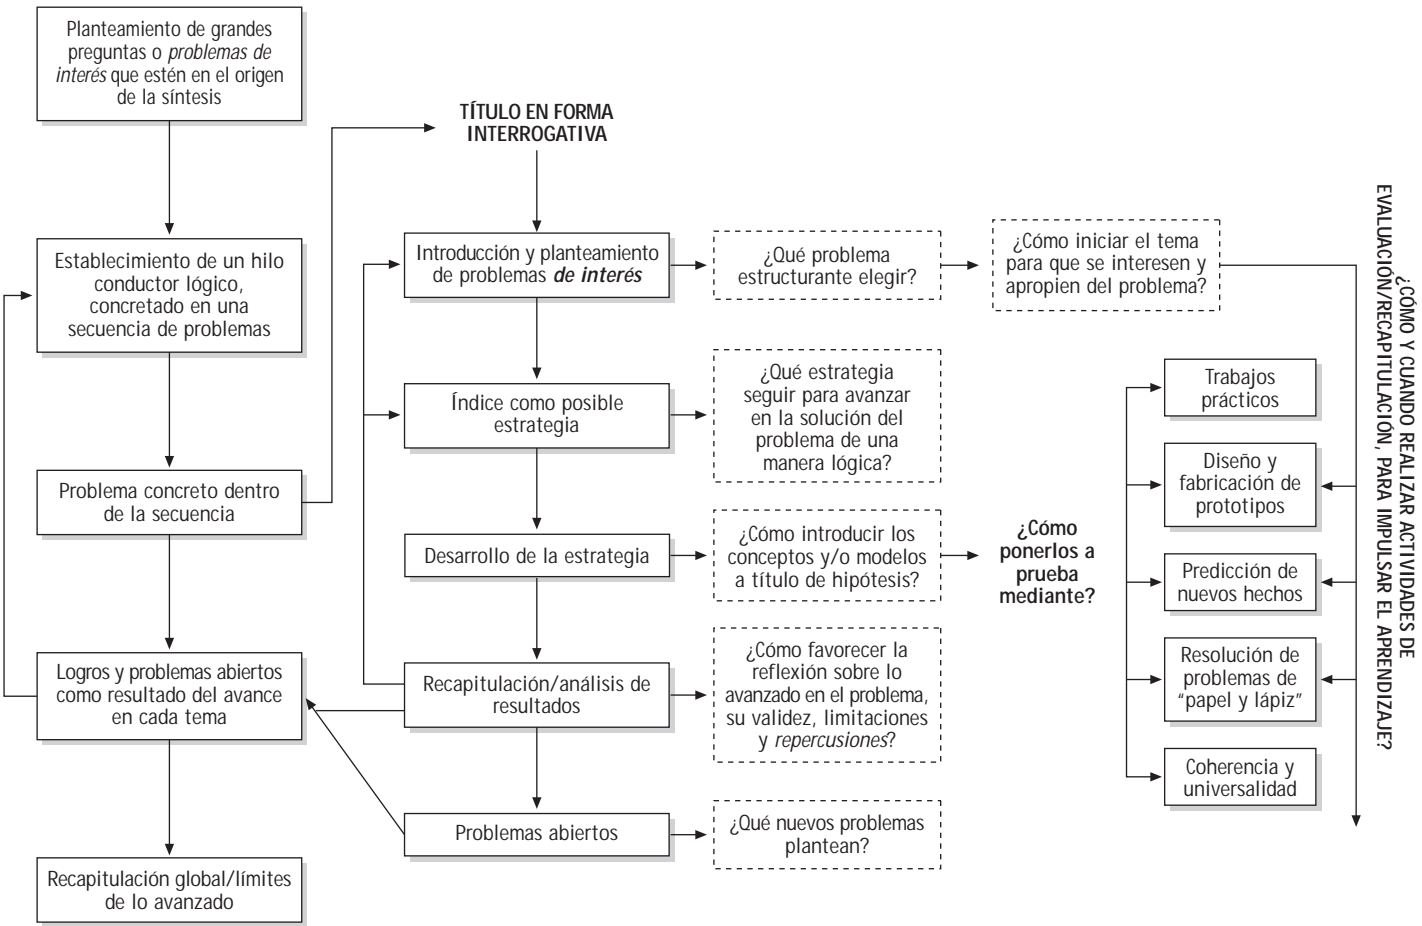 Planteamiento de grandes
preguntas o problemas de
interés que estén en el origen
de la síntesis
Establecimiento de un hilo
conductor lógico,
concretado en una
secuencia de problemas
Problema concreto dentro
de la secuencia
Logros y problemas abiertos
como resultado del avance
en cada tema
Recapitulación global/límites
de lo avanzado
TÍTULO EN FORMA
INTERROGATIVA
Introducción y planteamiento
de problemas de interés
Índice como posible
estrategia
Desarrollo de la estrategia
Recapitulación/análisis de
resultados
Problemas abiertos
¿Qué problema
estructurante elegir?
¿Qué estrategia
seguir para avanzar
en la solución del
problema de una
manera lógica?
¿Cómo introducir los
conceptos y/o modelos
a título de hipótesis?
¿Cómo favorecer la
reflexión sobre lo
avanzado en el problema,
su validez, limitaciones
y repercusiones?
¿Qué nuevos problemas
plantean?
¿Cómo iniciar el tema
para que se interesen y
apropien del problema?
¿Cómo
ponerlos a
prueba
mediante?
Trabajos
prácticos
Diseño y
fabricación de
prototipos
Predicción de
nuevos hechos
Resolución de
problemas de
“papel y lápiz”
Coherencia y
universalidad
¿CÓMO Y CUANDO REALIZAR ACTIVIDADES DE
EVALUACIÓN/RECAPITULACIÓN, PARA IMPULSAR EL APRENDIZAJE?